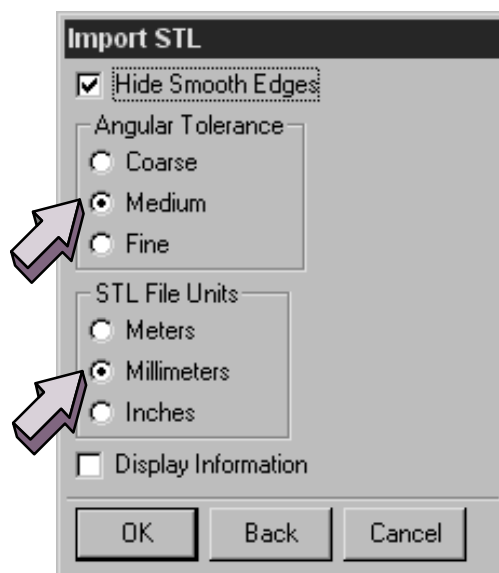 Import STL
Hide Smooth Edges
Angular Tolerance
Coarse
Medium
Fine
STL File Units
Meters
Millimeters
Inches
Display Information
OK Back Cancel